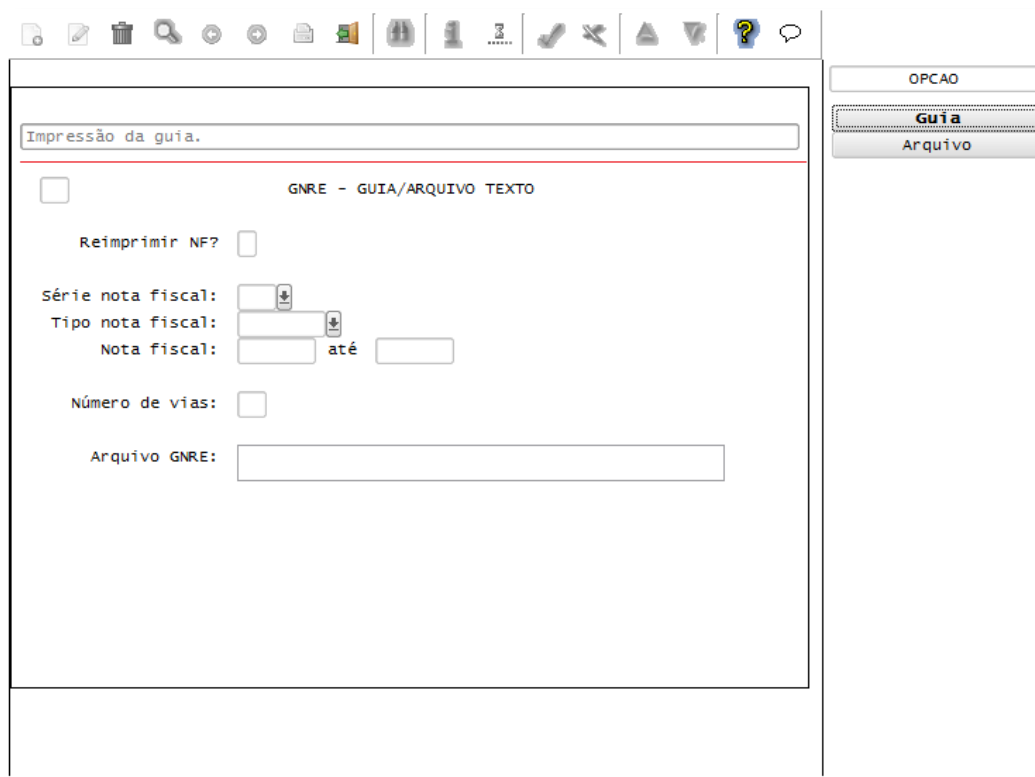 OPCAO
Guia
Arquivo
Impressão da guia.
GNRE - GUIA/ARQUIVO TEXTO
Reimprimir NF?
Série nota fiscal:
Tipo nota fiscal:
Nota fiscal: até
Número de vias:
Arquivo GNRE: